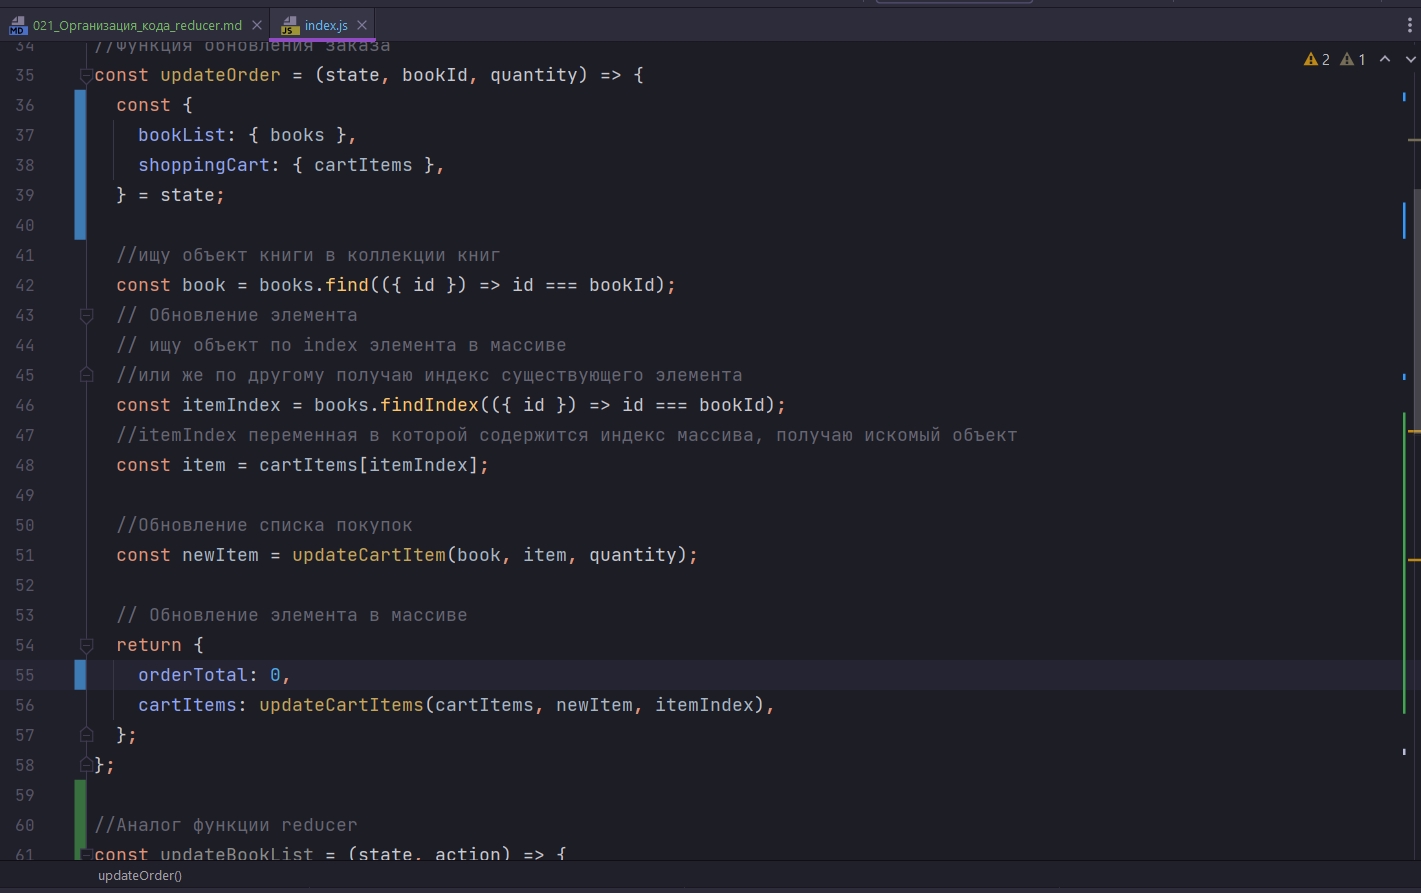 021_Организация_кода_reducer.md index.js
34 //Функция обновления заказа
2 1
35 const updateOrder = (state, bookId, quantity) => {
36 const {
37 bookList: { books },
38 shoppingCart: { cartItems },
39 } = state;
40
41 //ищу объект книги в коллекции книг
42 const book = books.find(({ id }) => id === bookId);
43 // Обновление элемента
44 // ищу объект по index элемента в массиве
45 //или же по другому получаю индекс существующего элемента
46 const itemIndex = books.findIndex(({ id }) => id === bookId);
47 //itemIndex переменная в которой содержится индекс массива, получаю искомый объект
48 const item = cartItems[itemIndex];
49
50 //Обновление списка покупок
51 const newItem = updateCartItem(book, item, quantity);
52
53 // Обновление элемента в массиве
54 return {
55 orderTotal: 0,
56 cartItems: updateCartItems(cartItems, newItem, itemIndex),
57 };
58 };
59
60 //Аналог функции reducer
61 const updateBookList = (state, action) => {
updateOrder()